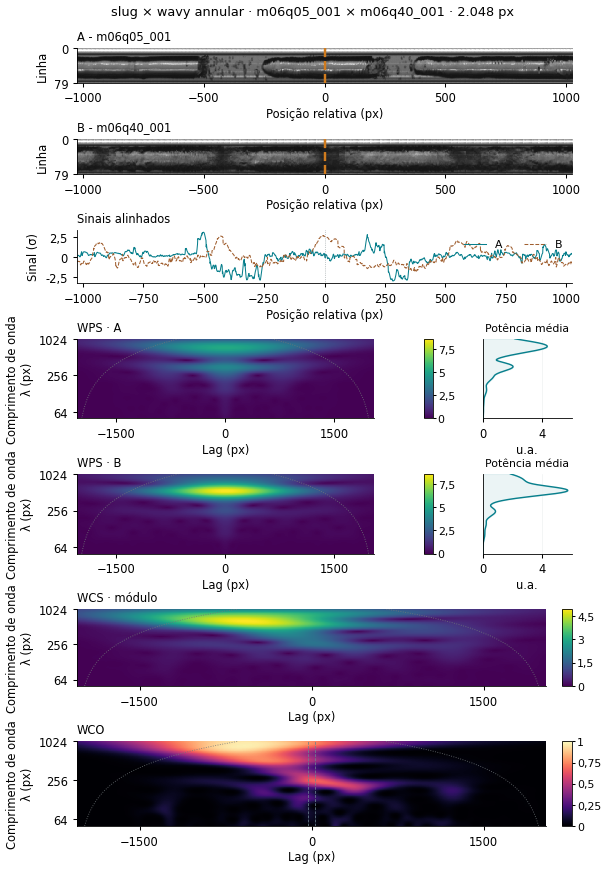 slug × wavy annular · m06q05_001 × m06q40_001 · 2.048 px
A - m06q05_001
0
79
Linha
−1000 −500 0 500 1000
Posição relativa (px)
B - m06q40_001
0
79
Linha
−1000 −500 0 500 1000
Posição relativa (px)
Sinais alinhados
2,5
0,0
−2,5
Sinal (σ)
A B
−1000 −750 −500 −250 0 250 500 750 1000
Posição relativa (px)
WPS · A
1024
256
64
Comprimento de onda
λ (px)
−1500 0 1500
Lag (px)
7,5
5
2,5
0
Potência média
0 4
u.a.
WPS · B
1024
256
64
Comprimento de onda
λ (px)
−1500 0 1500
Lag (px)
7,5
5
2,5
0
Potência média
0 4
u.a.
WCS · módulo
1024
256
64
Comprimento de onda
λ (px)
−1500 0 1500
Lag (px)
4,5
3
1,5
0
WCO
1024
256
64
Comprimento de onda
λ (px)
−1500 0 1500
Lag (px)
1
0,75
0,5
0,25
0